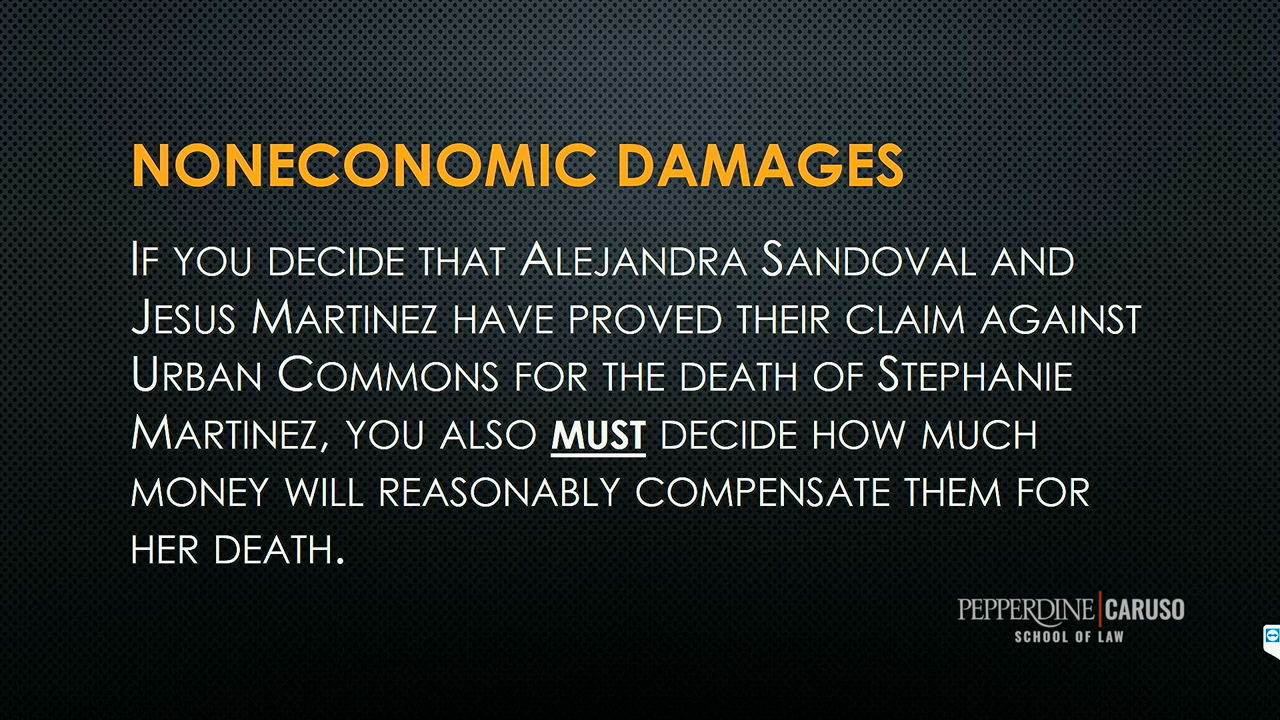 NONECONOMIC DAMAGES
IF YOU DECIDE THAT ALEJANDRA SANDOVAL AND
JESUS MARTINEZ HAVE PROVED THEIR CLAIM AGAINST
URBAN COMMONS FOR THE DEATH OF STEPHANIE
MARTINEZ, YOU ALSO MUST DECIDE HOW MUCH
MONEY WILL REASONABLY COMPENSATE THEM FOR
HER DEATH.
PEPPERDINE | CARUSO
SCHOOL OF LAW